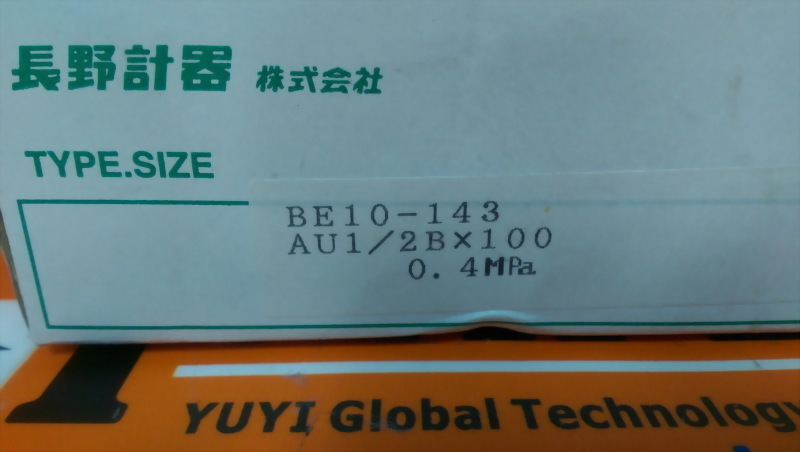 長野計器 株式会社
TYPE.SIZE
BE10-143
AU1/2B×100
0.4MPa
YUYI Global Technology